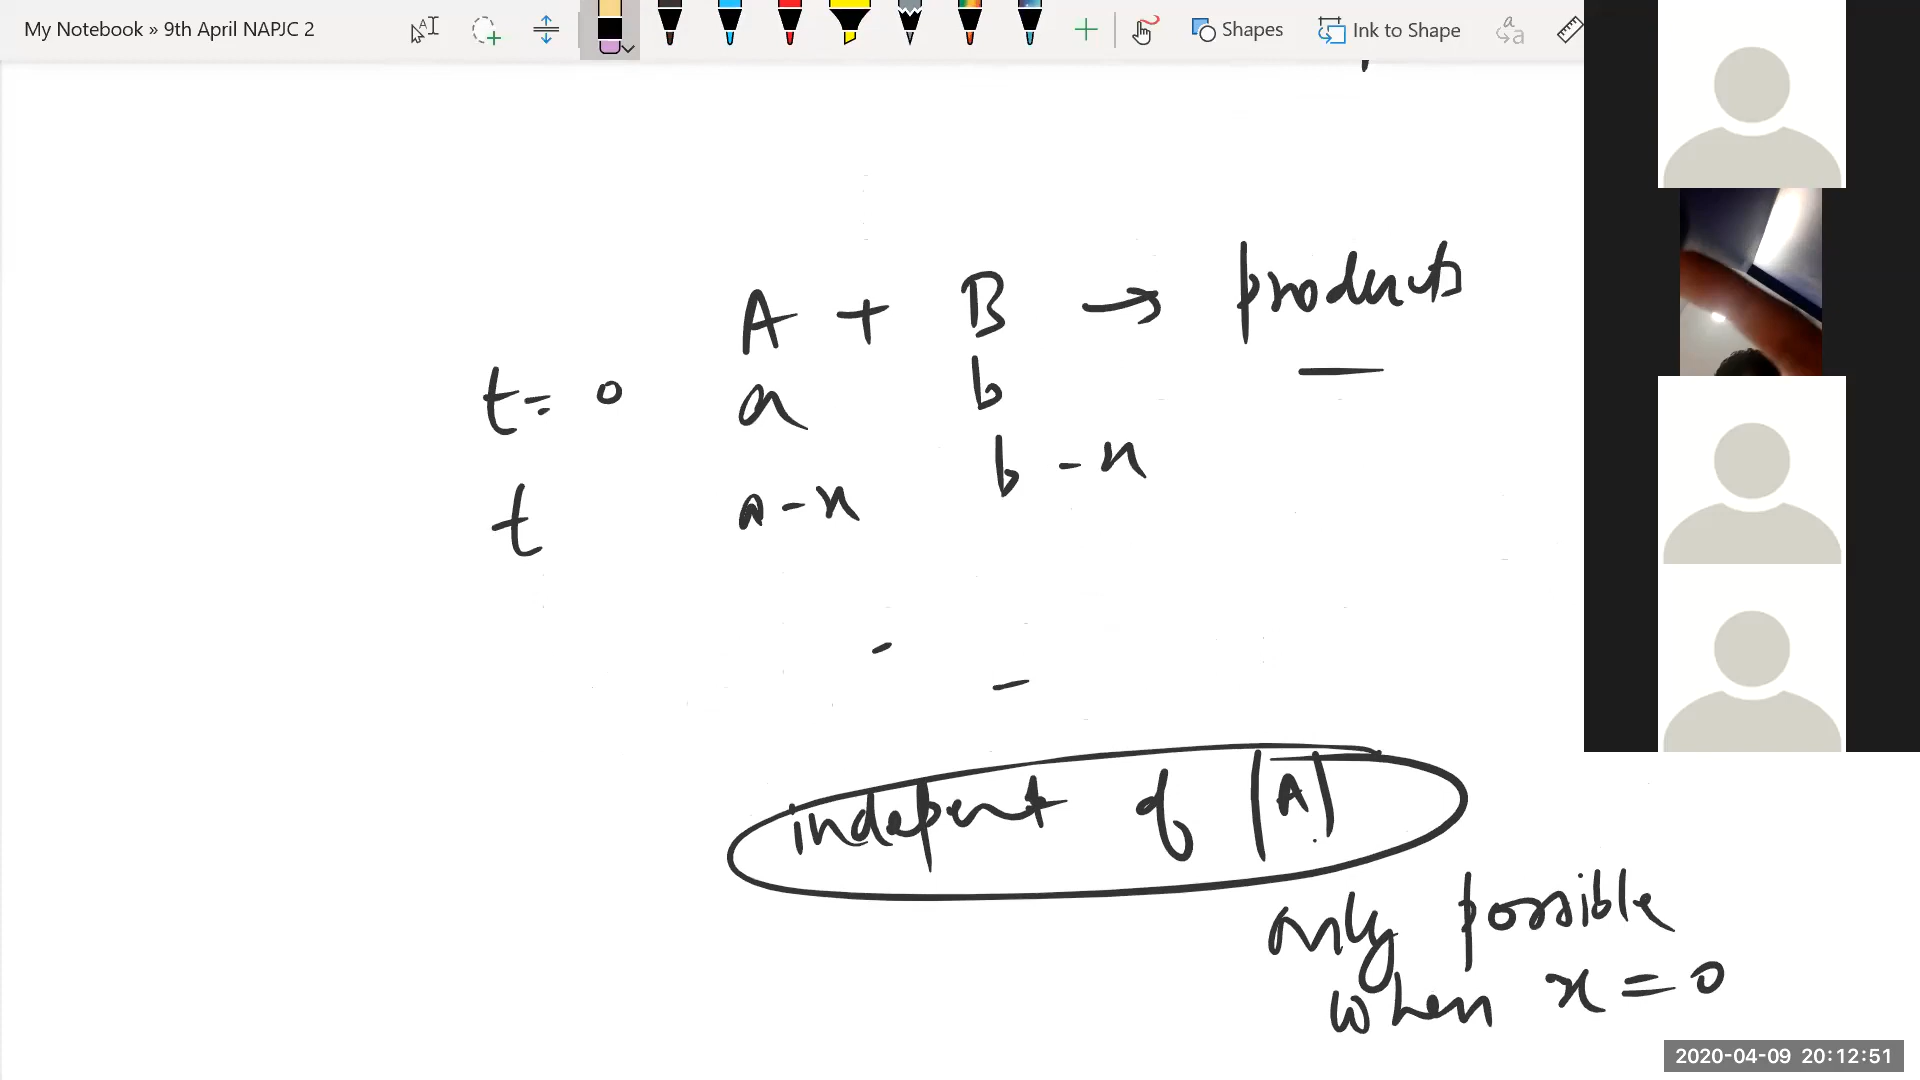 My Notebook » 9th April NAPJC 2
Shapes
Ink to Shape
A + B → products
t = 0 a b
t a-x b-x
indepent of |A|
only possible
when x = 0
2020-04-09 20:12:51